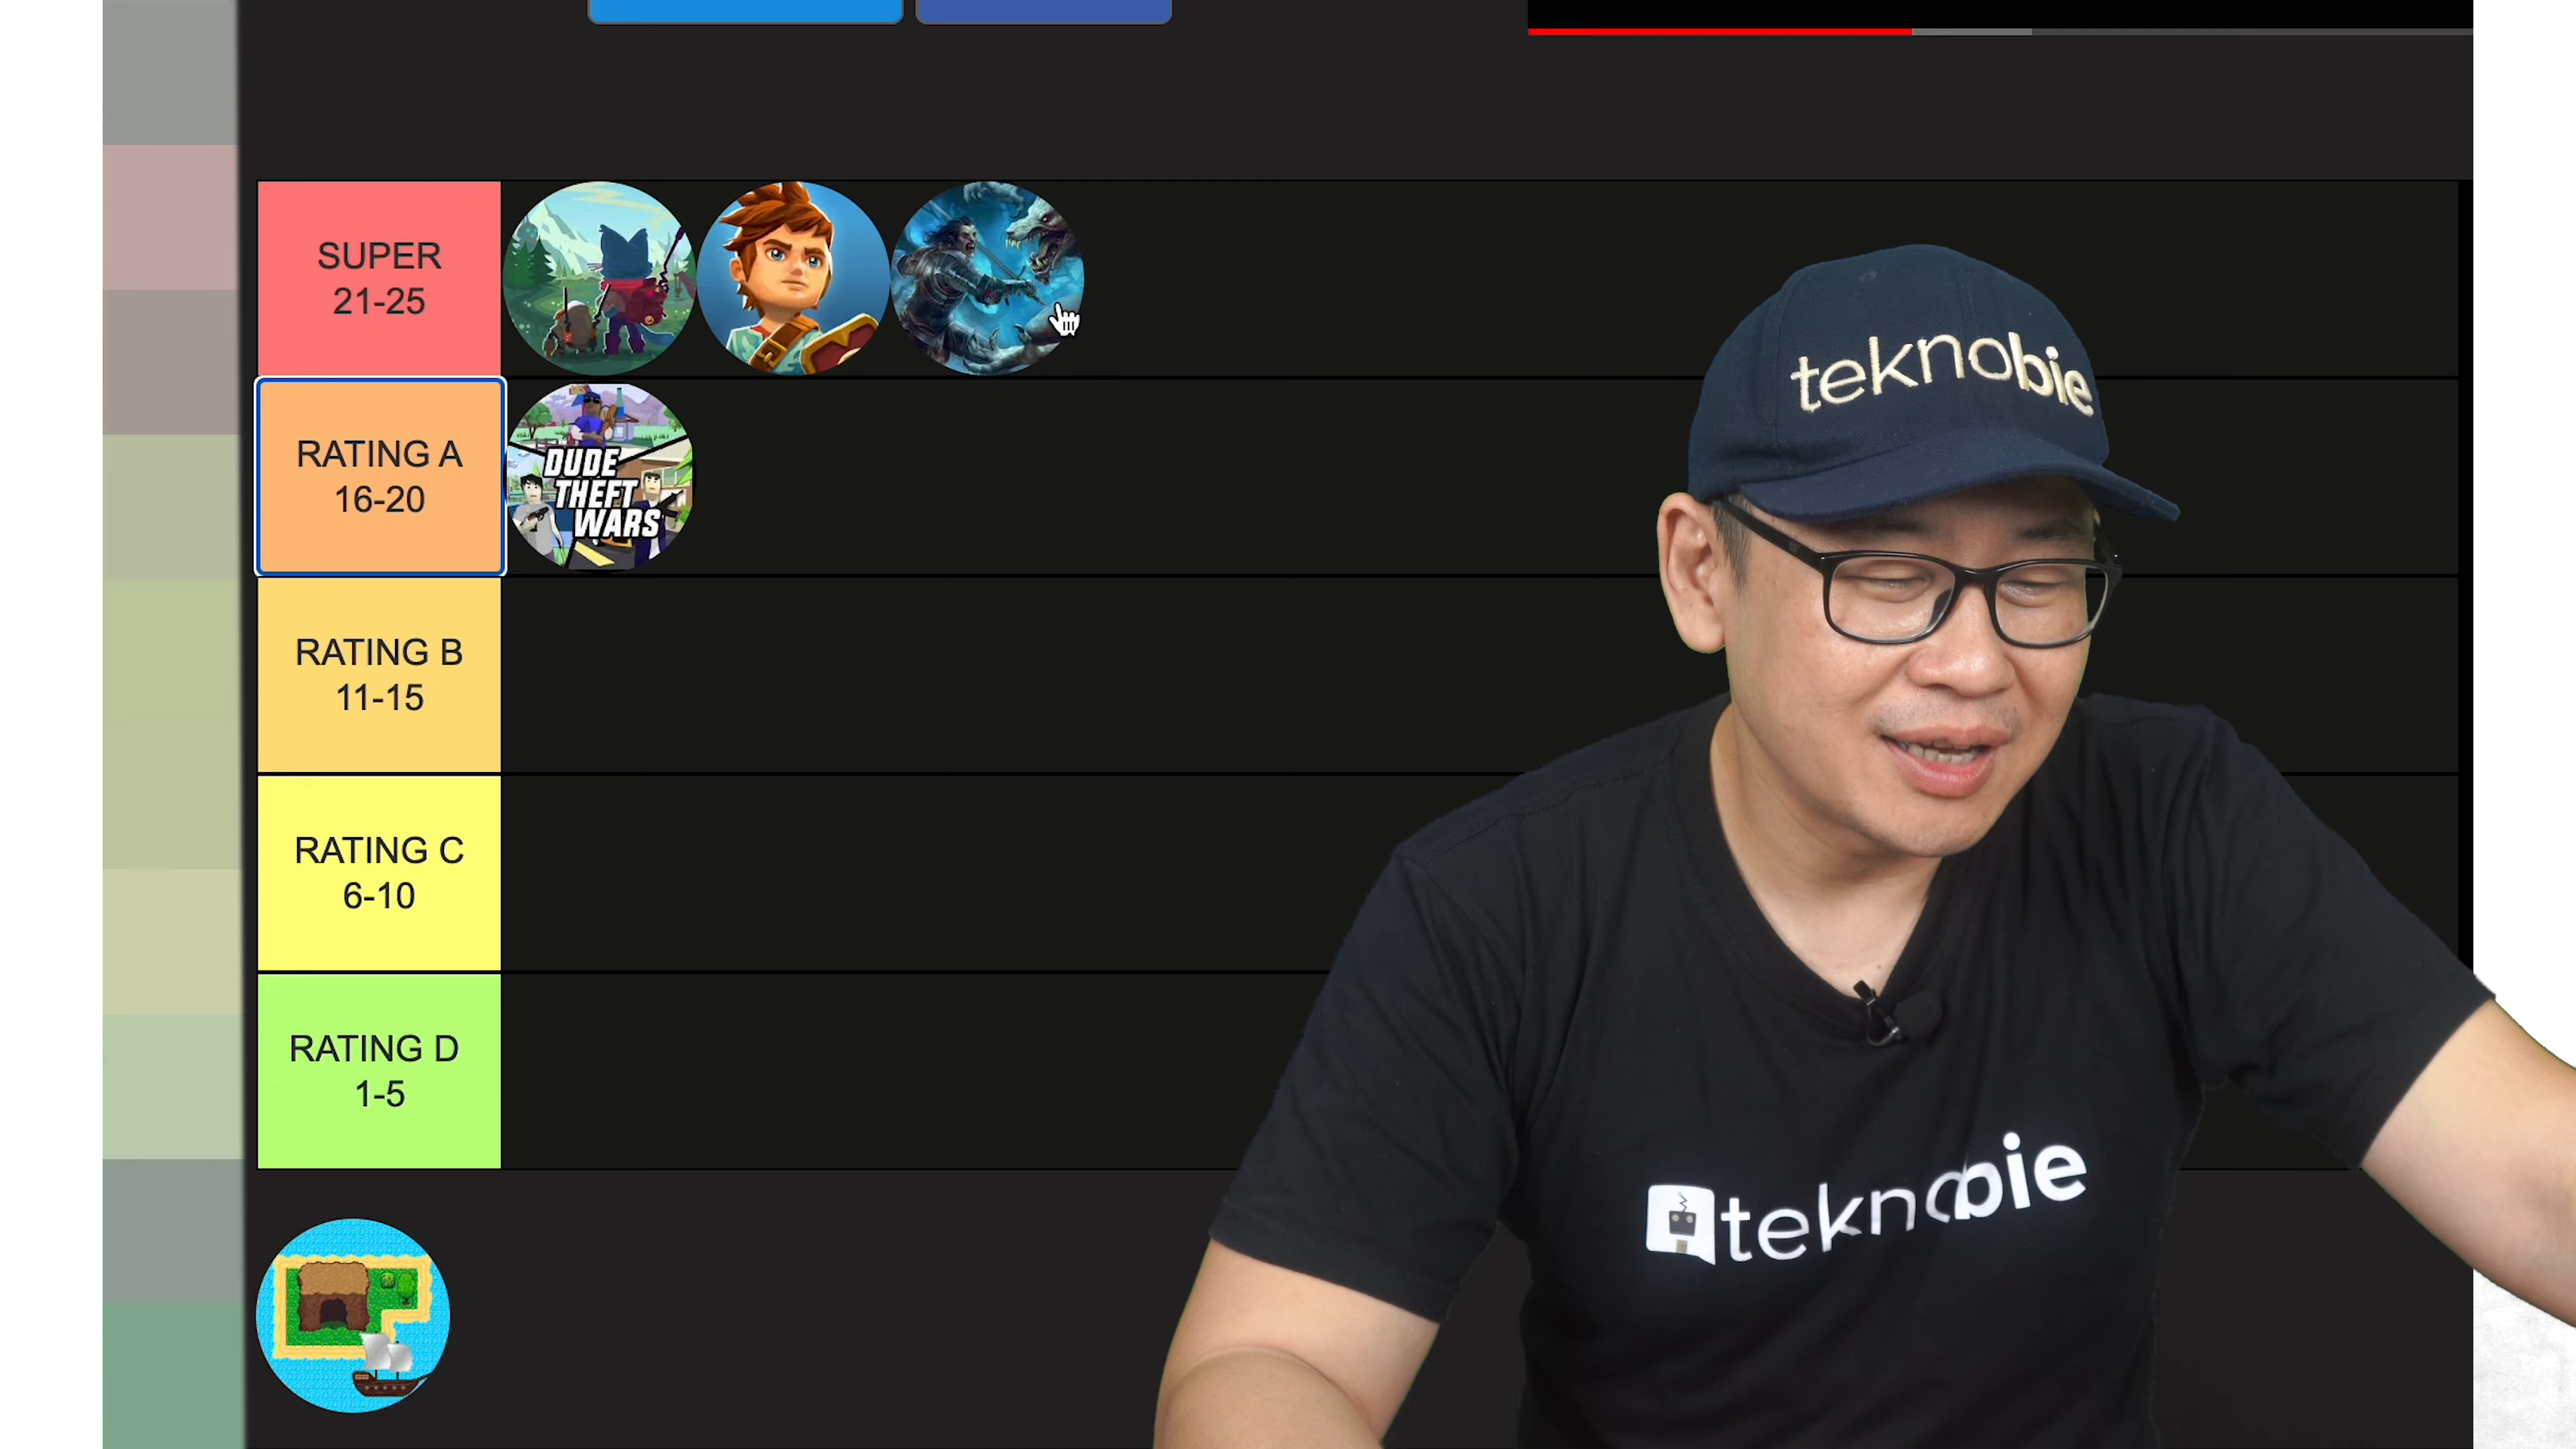 SUPER
21-25
RATING A
16-20
DUDE
THEFT
WARS
RATING B
11-15
RATING C
6-10
RATING D
1-5
teknobie
teknobie